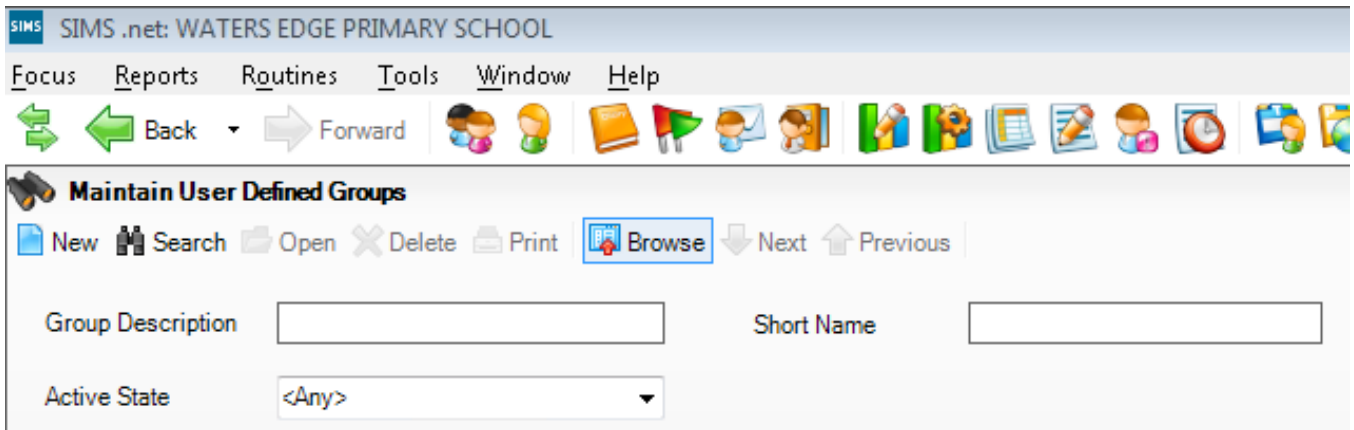 SIMS SIMS .net: WATERS EDGE PRIMARY SCHOOL
Focus Reports Routines Tools Window Help
Back Forward
Maintain User Defined Groups
New Search Open Delete Print Browse Next Previous
Group Description Short Name
Active State <Any>